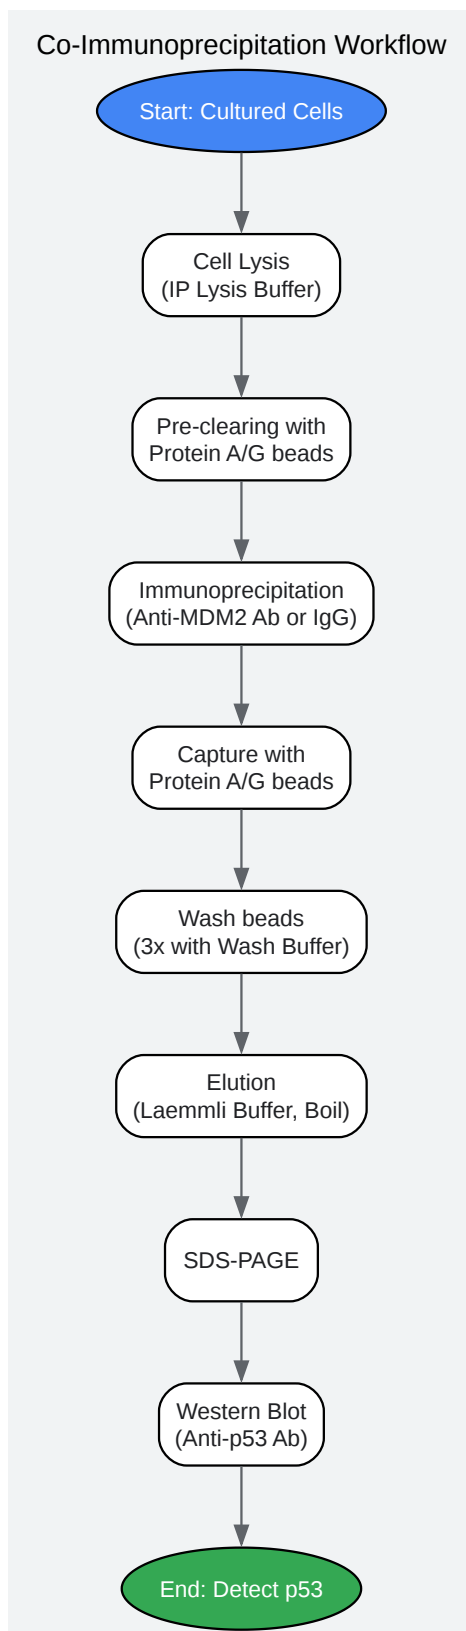 Co-Immunoprecipitation Workflow
Start: Cultured Cells
Cell Lysis
(IP Lysis Buffer)
Pre-clearing with
Protein A/G beads
Immunoprecipitation
(Anti-MDM2 Ab or IgG)
Capture with
Protein A/G beads
Wash beads
(3x with Wash Buffer)
Elution
(Laemmli Buffer, Boil)
SDS-PAGE
Western Blot
(Anti-p53 Ab)
End: Detect p53